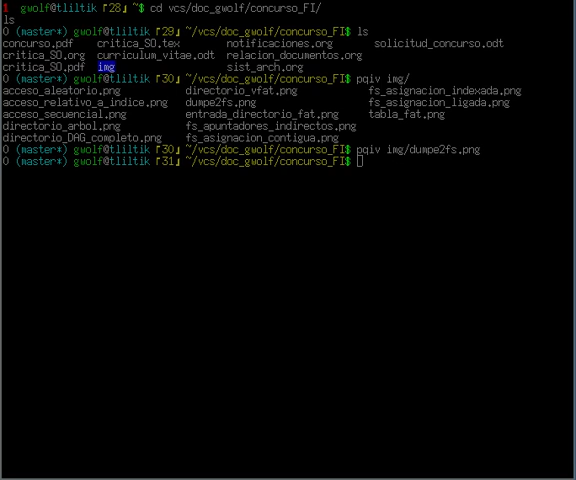 1 gwolf@tliltik『28』~$ cd vcs/doc_gwolf/concurso_FI/
ls
0 (master*) gwolf@tliltik『29』~/vcs/doc_gwolf/concurso_FI$ ls
concurso.pdf critica_SO.tex notificaciones.org solicitud_concurso.odt
critica_SO.org curriculum_vitae.odt relacion_documentos.org
critica_SO.pdf img sist_arch.org
0 (master*) gwolf@tliltik『30』~/vcs/doc_gwolf/concurso_FI$ pqiv img/
acceso_aleatorio.png directorio_vfat.png fs_asignacion_indexada.png
acceso_relativo_a_indice.png dumpe2fs.png fs_asignacion_ligada.png
acceso_secuencial.png entrada_directorio_fat.png tabla_fat.png
directorio_arbol.png fs_apuntadores_indirectos.png
directorio_DAG_completo.png fs_asignacion_contigua.png
0 (master*) gwolf@tliltik『30』~/vcs/doc_gwolf/concurso_FI$ pqiv img/dumpe2fs.png
0 (master*) gwolf@tliltik『31』~/vcs/doc_gwolf/concurso_FI$